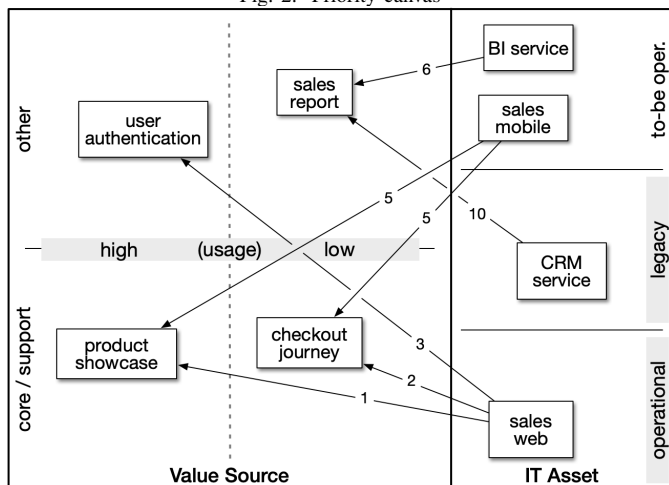 Fig. 2. Priority canvas
other
user
authentication
sales
report
6
BI service
sales
mobile
to-be oper.
5
5
10
high
(usage)
low
CRM
service
legacy
core / support
product
showcase
checkout
journey
3
2
1
sales
web
operational
Value Source
IT Asset